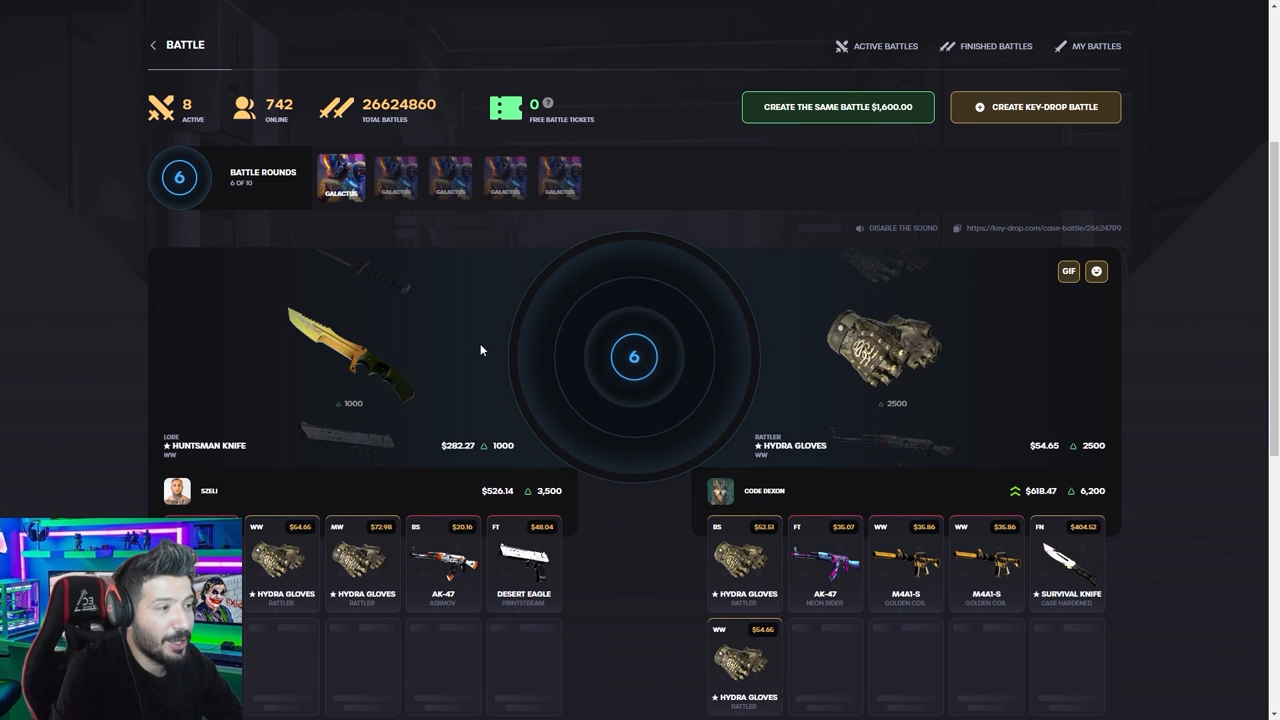 BATTLE
ACTIVE BATTLES
FINISHED BATTLES
MY BATTLES
8
ACTIVE
742
ONLINE
26624860
TOTAL BATTLES
0 ?
FREE BATTLE TICKETS
CREATE THE SAME BATTLE $1,600.00
CREATE KEY-DROP BATTLE
6
BATTLE ROUNDS
6 OF 10
GALACTUS
GALACTUS
GALACTUS
GALACTUS
GALACTUS
DISABLE THE SOUND
https://key-drop.com/case-battle/26624789
GIF
6
1000
2500
LORE
★ HUNTSMAN KNIFE
WW
$282.27 1000
RATTLER
★ HYDRA GLOVES
WW
$54.65 2500
SZELI
$526.14 3,500
CODE DEXON
$618.47 6,200
WW $54.65
★ HYDRA GLOVES
RATTLER
MW $72.98
★ HYDRA GLOVES
RATTLER
BS $20.16
AK-47
ASIIMOV
FT $48.04
DESERT EAGLE
PRINTSTREAM
BS $52.51
★ HYDRA GLOVES
RATTLER
FT $35.07
AK-47
NEON RIDER
WW $35.86
M4A1-S
GOLDEN COIL
WW $35.86
M4A1-S
GOLDEN COIL
FN $404.52
★ SURVIVAL KNIFE
CASE HARDENED
WW $54.65
★ HYDRA GLOVES
RATTLER